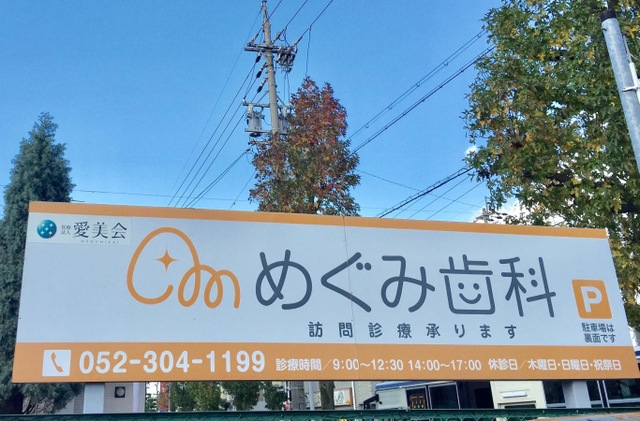 医療法人 愛美会
めぐみ歯科
訪問診療承ります
P
駐車場は
裏面です
052-304-1199 診療時間/9:00～12:30 14:00～17:00 休診日/木曜日・日曜日・祝祭日